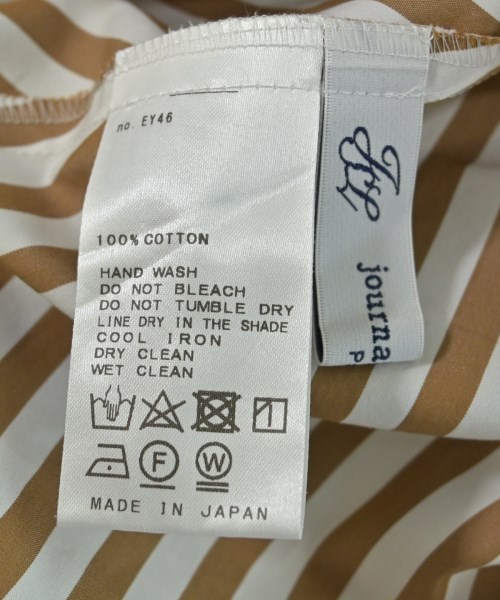 no. EY46
100% COTTON
HAND WASH
DO NOT BLEACH
DO NOT TUMBLE DRY
LINE DRY IN THE SHADE
COOL IRON
DRY CLEAN
WET CLEAN
F
W
MADE IN JAPAN
journa